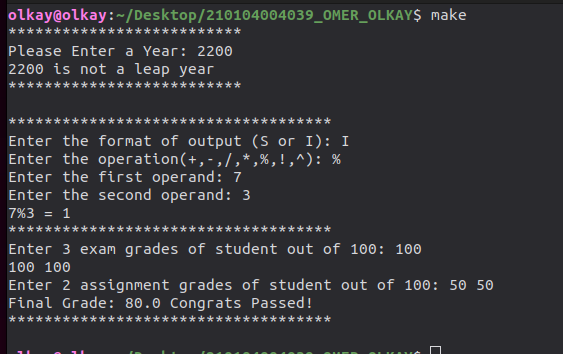 olkay@olkay:~/Desktop/210104004039_OMER_OLKAY$ make
**************************
Please Enter a Year: 2200
2200 is not a leap year
**************************
************************************
Enter the format of output (S or I): I
Enter the operation(+,-,/,*,%,!,^): %
Enter the first operand: 7
Enter the second operand: 3
7%3 = 1
************************************
Enter 3 exam grades of student out of 100: 100
100 100
Enter 2 assignment grades of student out of 100: 50 50
Final Grade: 80.0 Congrats Passed!
************************************